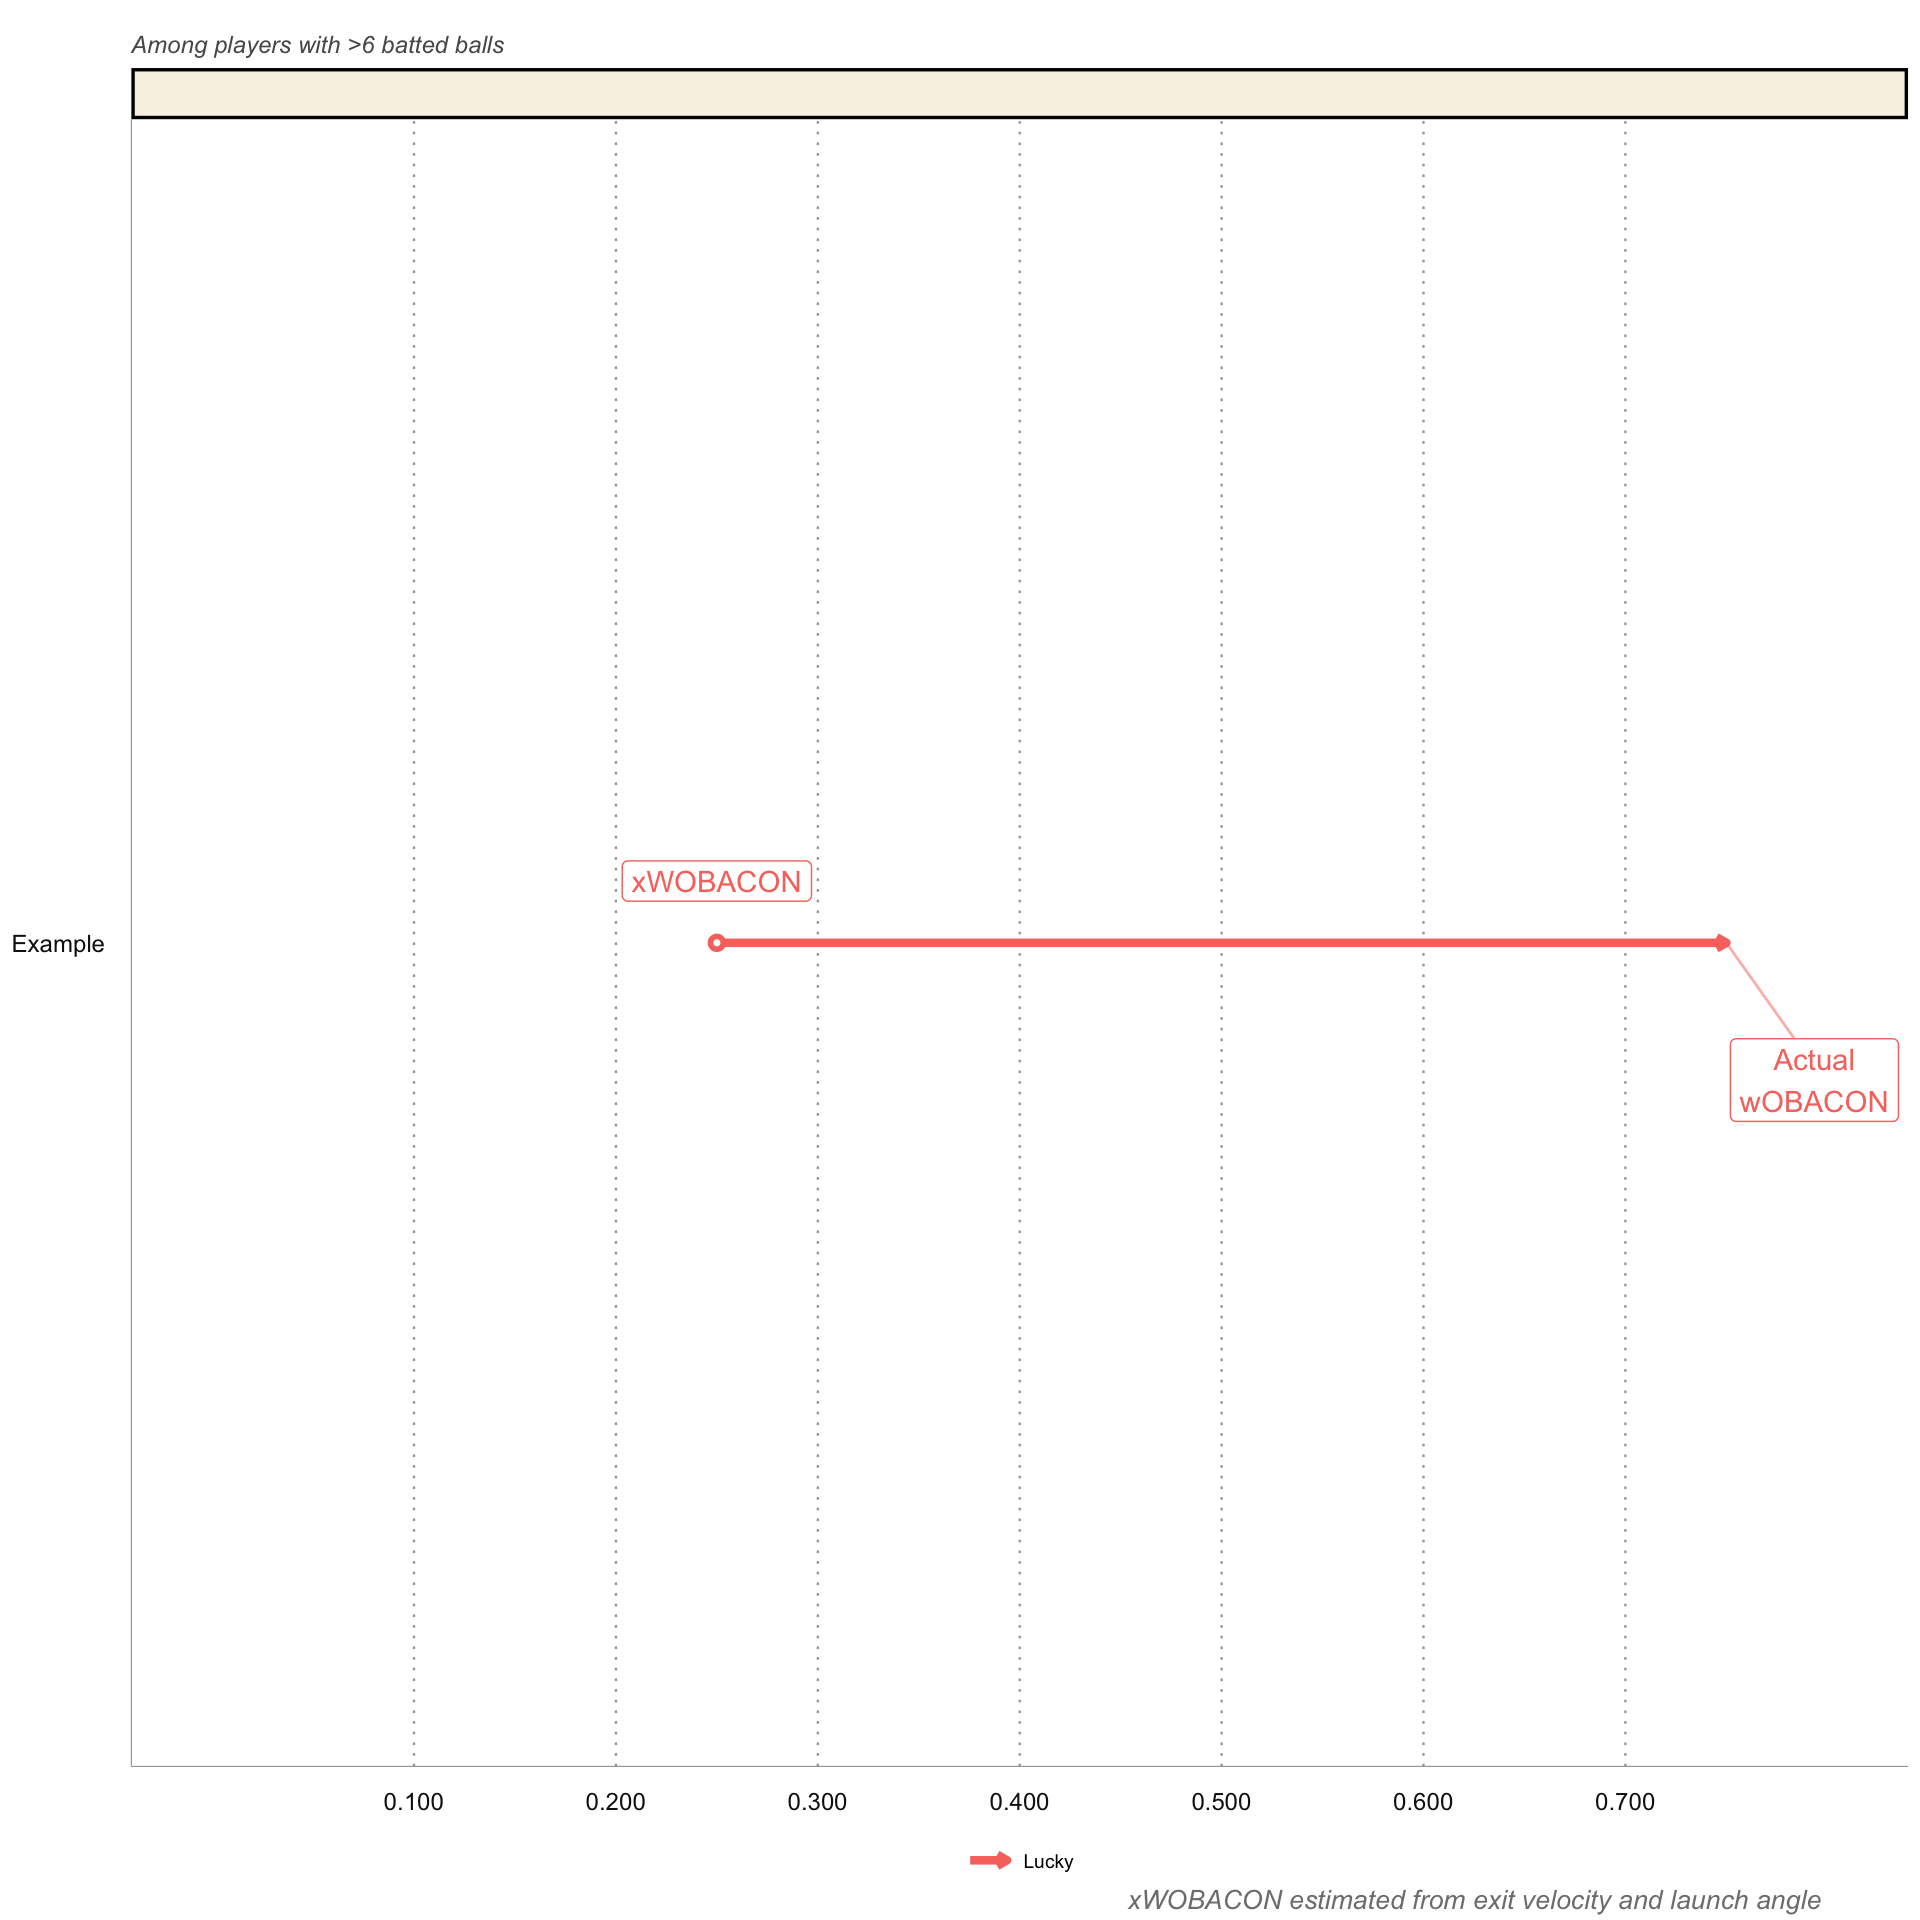 Among players with >6 batted balls
xWOBACON
Example
Actual
wOBACON
0.100 0.200 0.300 0.400 0.500 0.600 0.700
Lucky
xWOBACON estimated from exit velocity and launch angle